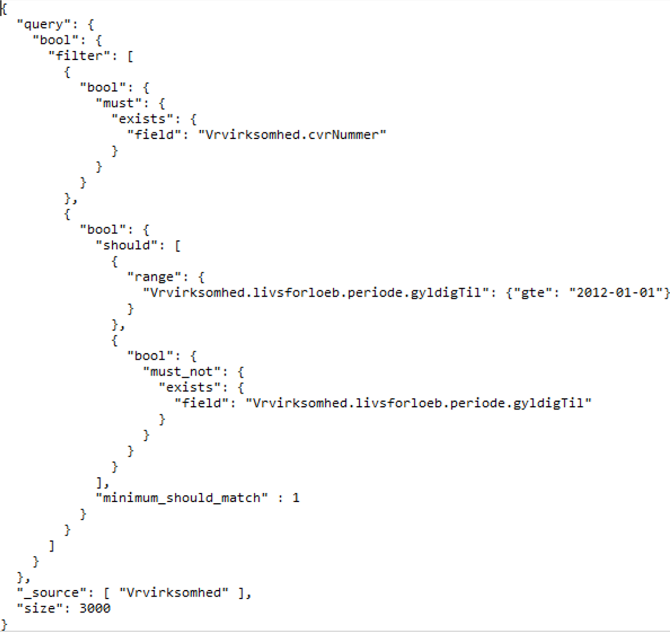 {
  "query": {
    "bool": {
      "filter": [
        {
          "bool": {
            "must": {
              "exists": {
                "field": "Vrvirksomhed.cvrNummer"
              }
            }
          }
        },
        {
          "bool": {
            "should": [
              {
                "range": {
                  "Vrvirksomhed.livsforloeb.periode.gyldigTil": {"gte": "2012-01-01"}
                }
              },
              {
                "bool": {
                  "must_not": {
                    "exists": {
                      "field": "Vrvirksomhed.livsforloeb.periode.gyldigTil"
                    }
                  }
                }
              }
            ],
            "minimum_should_match" : 1
          }
        }
      ]
    }
  },
  "_source": [ "Vrvirksomhed" ],
  "size": 3000
}